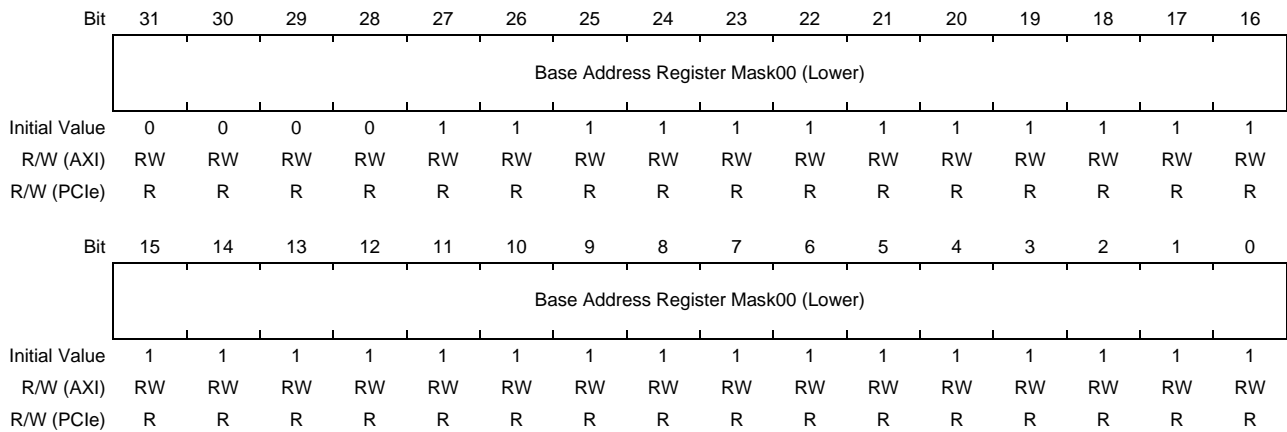 Bit 31 30 29 28 27 26 25 24 23 22 21 20 19 18 17 16
Base Address Register Mask00 (Lower)
Initial Value 0 0 0 0 1 1 1 1 1 1 1 1 1 1 1 1
R/W (AXI) RW RW RW RW RW RW RW RW RW RW RW RW RW RW RW RW
R/W (PCIe) R R R R R R R R R R R R R R R R
Bit 15 14 13 12 11 10 9 8 7 6 5 4 3 2 1 0
Base Address Register Mask00 (Lower)
Initial Value 1 1 1 1 1 1 1 1 1 1 1 1 1 1 1 1
R/W (AXI) RW RW RW RW RW RW RW RW RW RW RW RW RW RW RW RW
R/W (PCIe) R R R R R R R R R R R R R R R R